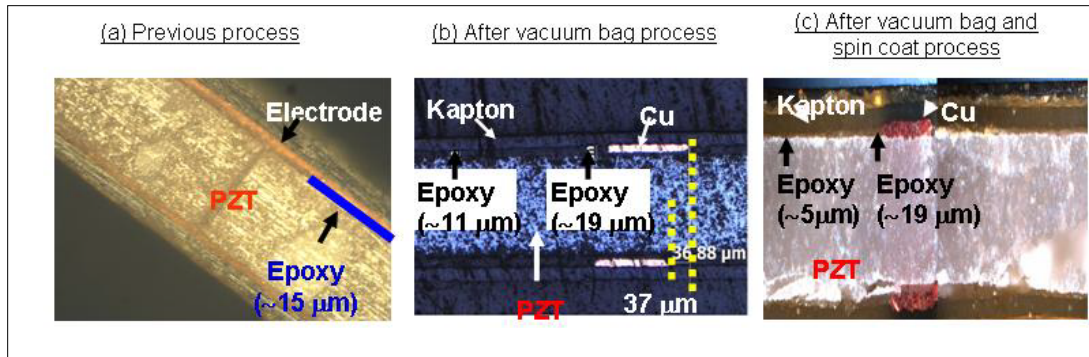 (a) Previous process
Electrode
PZT
Epoxy
(~15 μm)
(b) After vacuum bag process
Kapton
Cu
Epoxy
(~11 μm)
Epoxy
(~19 μm)
36.88 μm
37 μm
PZT
(c) After vacuum bag and
spin coat process
Kapton
Cu
Epoxy
(~5μm)
Epoxy
(~19 μm)
PZT